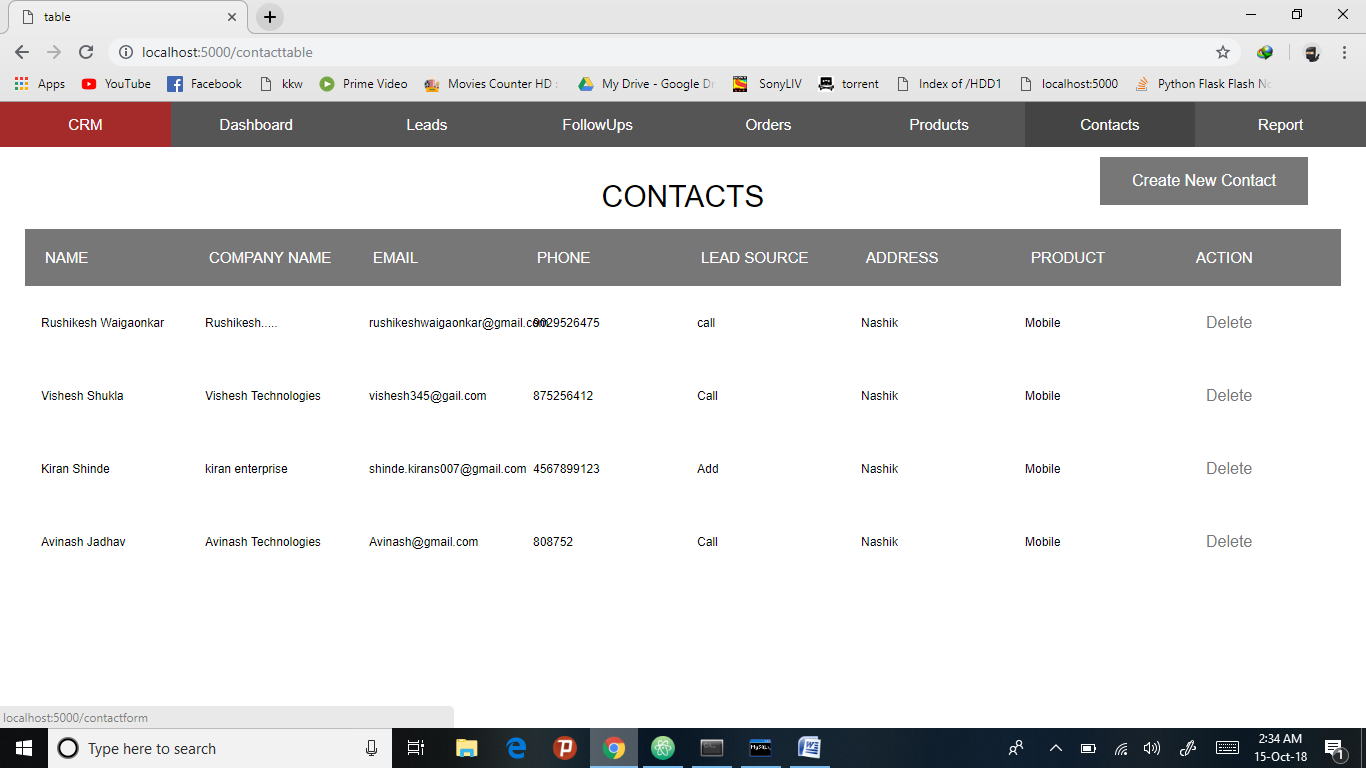 table
localhost:5000/contacttable
Apps YouTube Facebook kkw Prime Video Movies Counter HD : My Drive - Google Dr SonyLIV torrent Index of /HDD1 localhost:5000 Python Flask Flash
CRM Dashboard Leads FollowUps Orders Products Contacts Report
Create New Contact
CONTACTS
NAME COMPANY NAME EMAIL PHONE LEAD SOURCE ADDRESS PRODUCT ACTION
Rushikesh Waigaonkar Rushikesh..... rushikeshwaigaonkar@gmail.com 9029526475 call Nashik Mobile Delete
Vishesh Shukla Vishesh Technologies vishesh345@gail.com 875256412 Call Nashik Mobile Delete
Kiran Shinde kiran enterprise shinde.kirans007@gmail.com 4567899123 Add Nashik Mobile Delete
Avinash Jadhav Avinash Technologies Avinash@gmail.com 808752 Call Nashik Mobile Delete
localhost:5000/contactform
Type here to search
2:34 AM
15-Oct-18
1